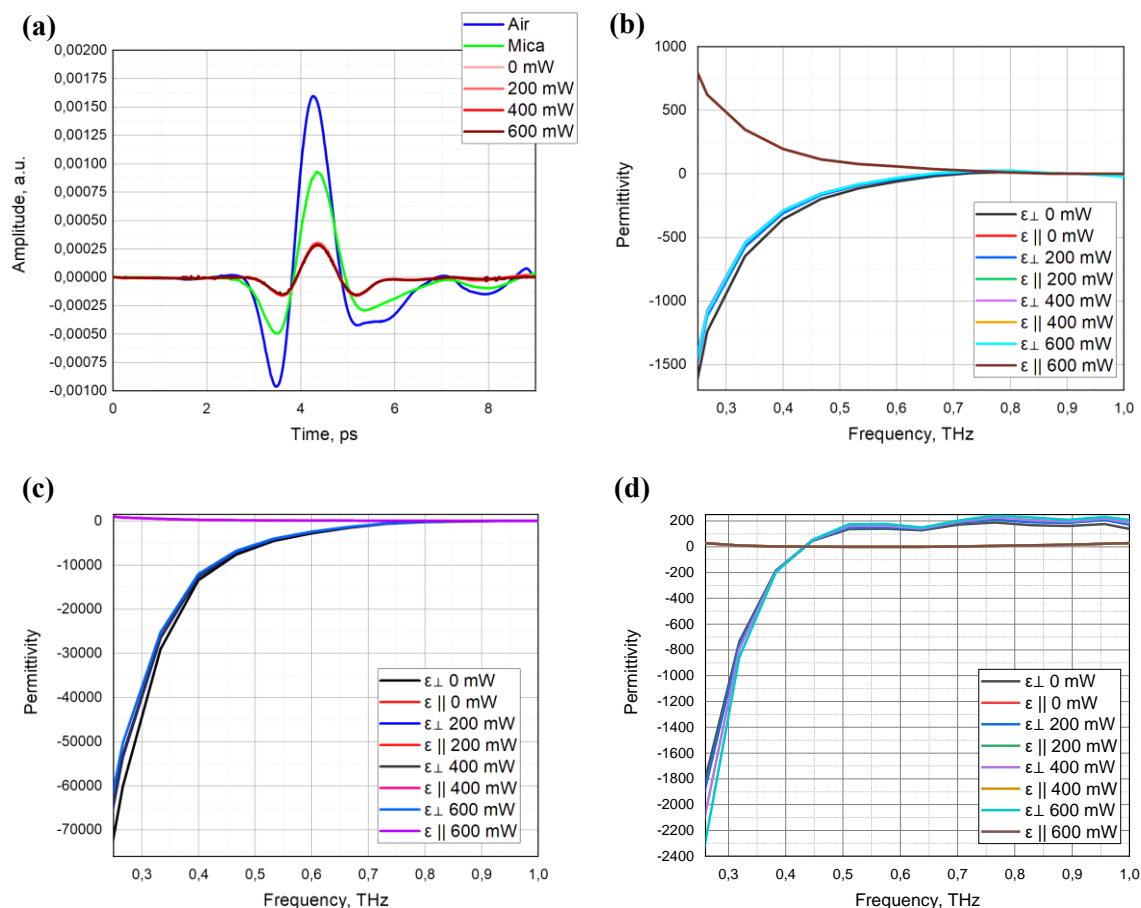 (a)
Air
Mica
0 mW
200 mW
400 mW
600 mW
0,00200
0,00175
0,00150
0,00125
0,00100
0,00075
0,00050
0,00025
0,00000
-0,00025
-0,00050
-0,00075
-0,00100
Amplitude, a.u.
0 2 4 6 8
Time, ps
(b)
1000
500
0
-500
-1000
-1500
Permittivity
ε⊥ 0 mW
ε || 0 mW
ε⊥ 200 mW
ε || 200 mW
ε⊥ 400 mW
ε || 400 mW
ε⊥ 600 mW
ε || 600 mW
0,3 0,4 0,5 0,6 0,7 0,8 0,9 1,0
Frequency, THz
(c)
0
-10000
-20000
-30000
-40000
-50000
-60000
-70000
Permittivity
ε⊥ 0 mW
ε || 0 mW
ε⊥ 200 mW
ε || 200 mW
ε⊥ 400 mW
ε || 400 mW
ε⊥ 600 mW
ε || 600 mW
0,3 0,4 0,5 0,6 0,7 0,8 0,9 1,0
Frequency, THz
(d)
200
0
-200
-400
-600
-800
-1000
-1200
-1400
-1600
-1800
-2000
-2200
-2400
Permittivity
ε⊥ 0 mW
ε || 0 mW
ε⊥ 200 mW
ε || 200 mW
ε⊥ 400 mW
ε || 400 mW
ε⊥ 600 mW
ε || 600 mW
0,3 0,4 0,5 0,6 0,7 0,8 0,9 1,0
Frequency, THz